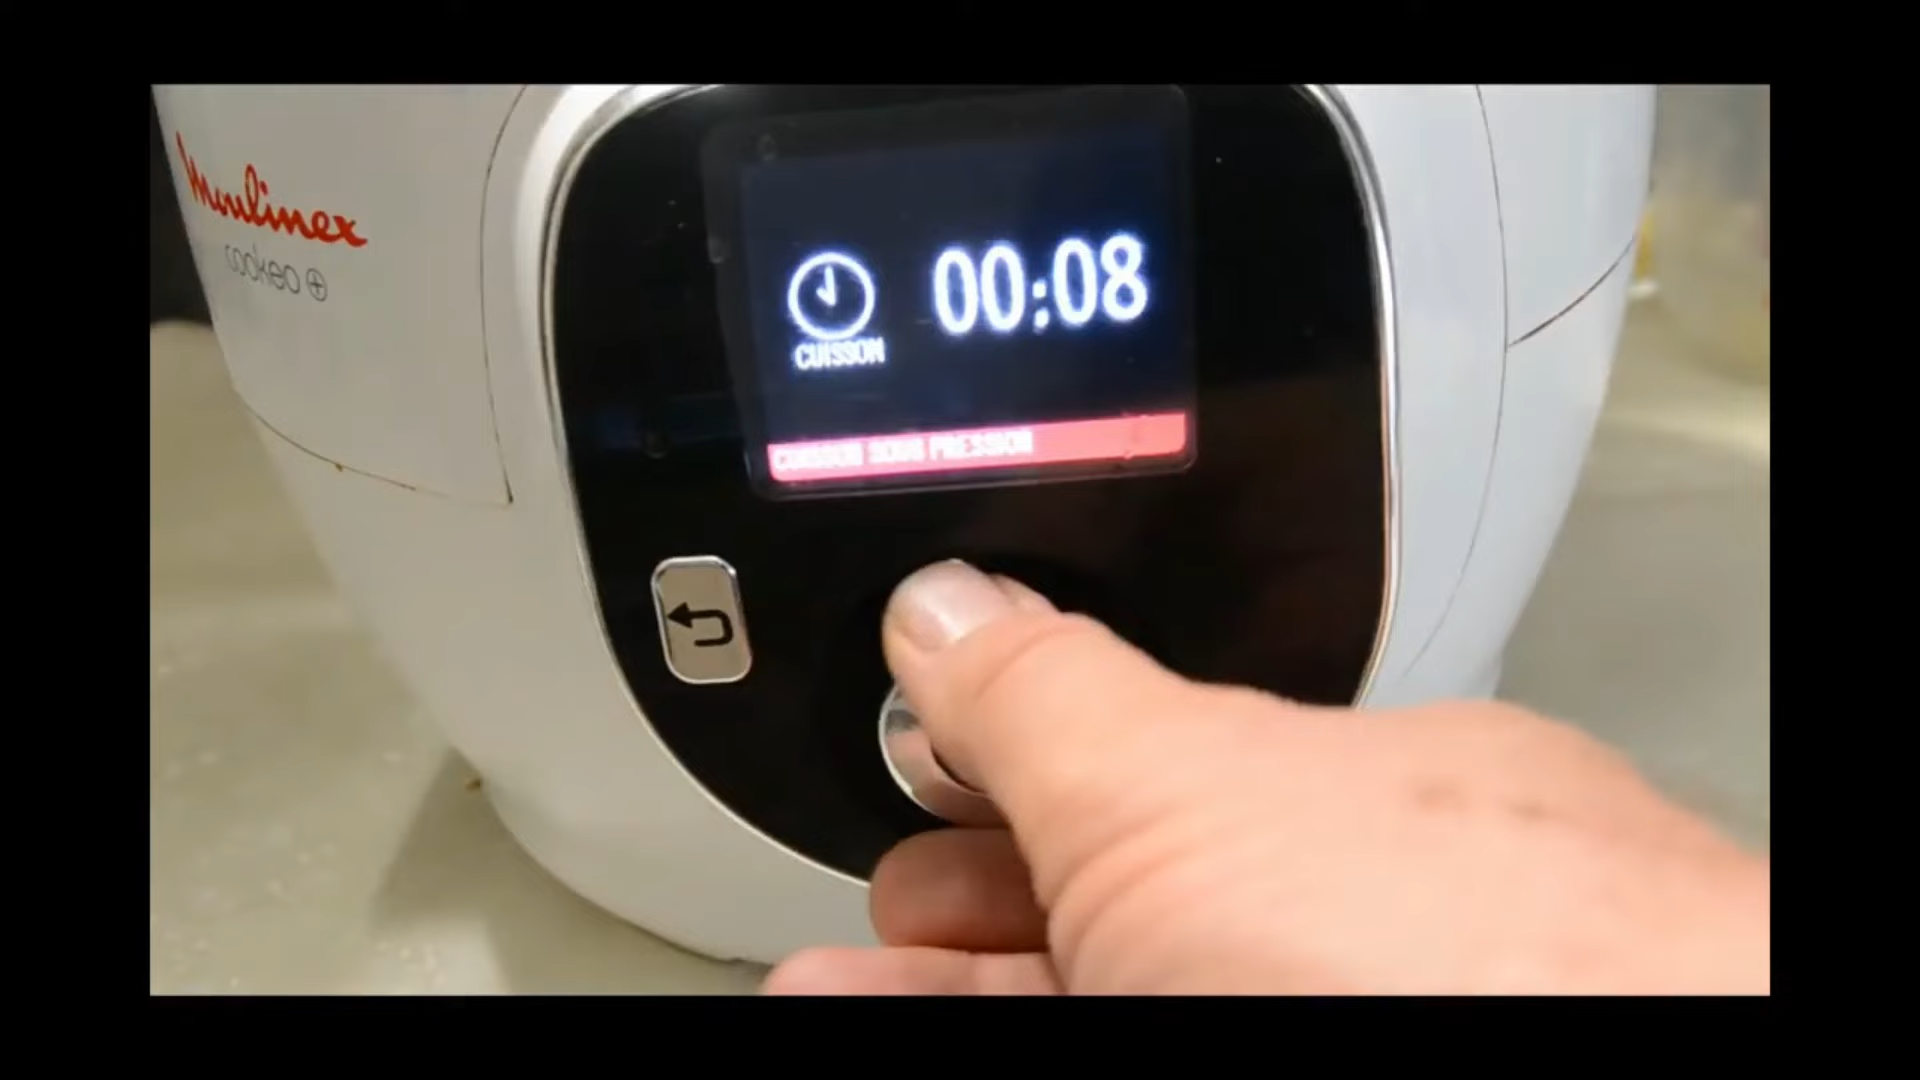 Moulinex
cookeo +
00:08
CUISSON
CUISSON SOUS PRESSION